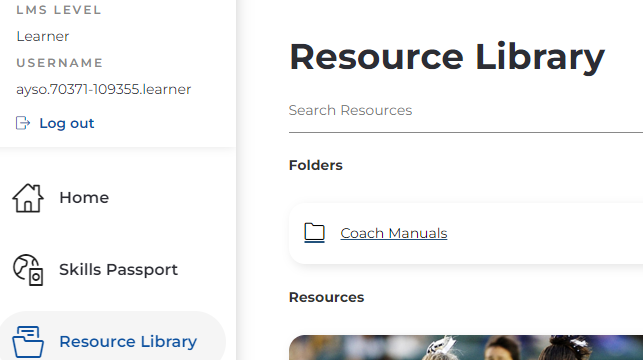 LMS LEVEL
Learner
USERNAME
ayso.70371-109355.learner
Log out
Home
Skills Passport
Resource Library
Resource Library
Search Resources
Folders
Coach Manuals
Resources